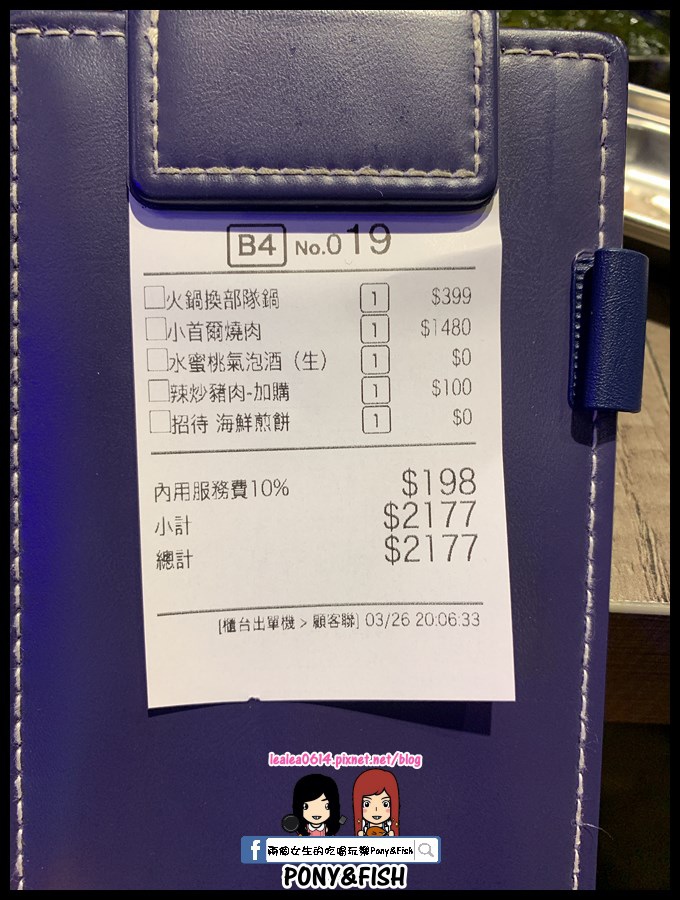 B4 No.019
火鍋換部隊鍋 1 $399
小首爾燒肉 1 $1480
水蜜桃氣泡酒（生） 1 $0
辣炒豬肉-加購 1 $100
招待 海鮮煎餅 1 $0
內用服務費10% $198
小計 $2177
總計 $2177
[櫃台出單機 > 顧客聯] 03/26 20:06:33
lealea0614.pixnet.net/blog
f 兩個女生的吃喝玩樂Pony&Fish
PONY&FISH